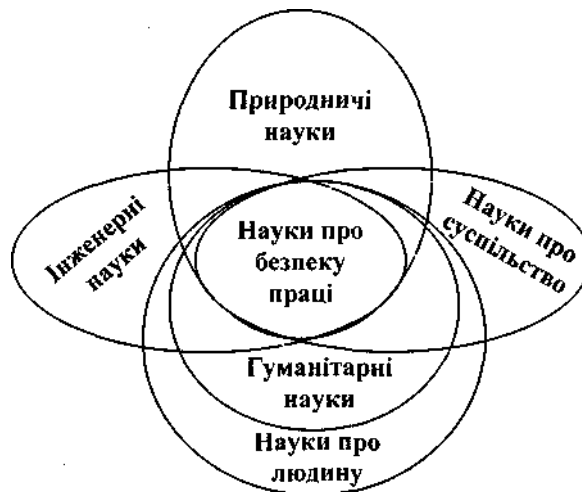 Природничі
науки
Інженерні
науки
Науки про
суспільство
Науки про
безпеку
праці
Гуманітарні
науки
Науки про
людину